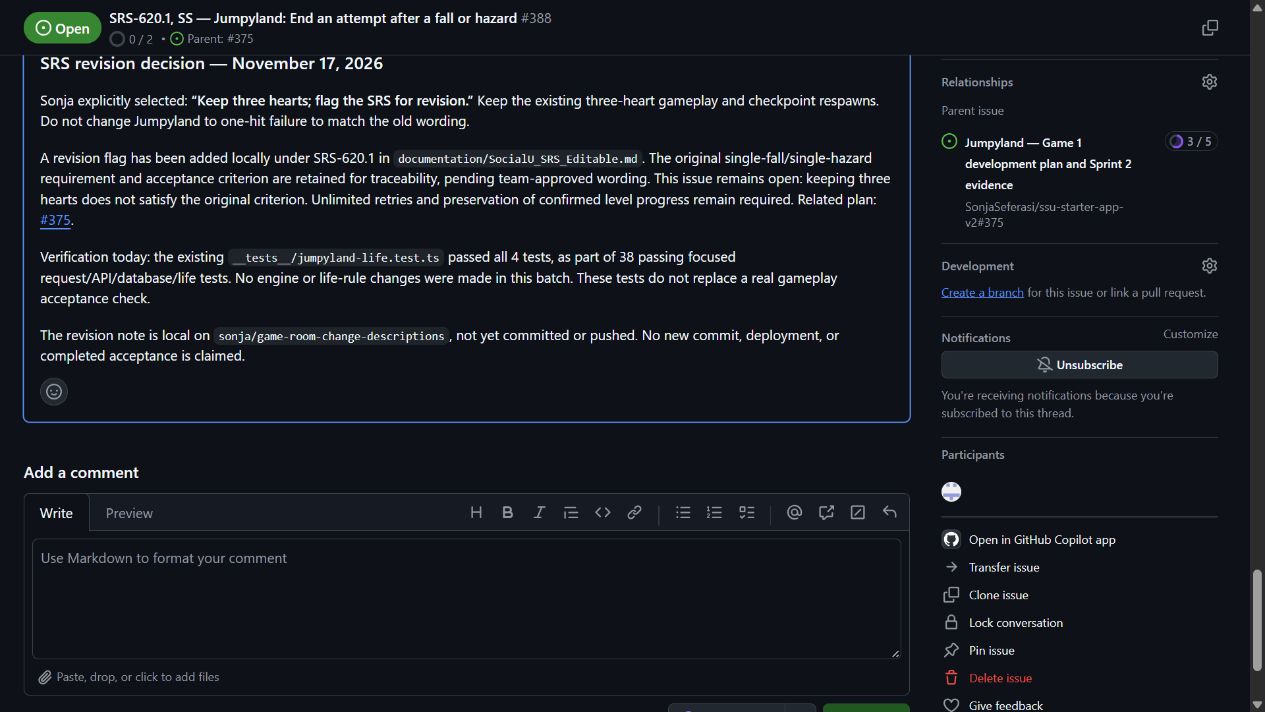 Open
SRS-620.1, SS — Jumpyland: End an attempt after a fall or hazard #388
0 / 2 • Parent: #375
SRS revision decision — November 17, 2026
Sonja explicitly selected: “Keep three hearts; flag the SRS for revision.” Keep the existing three-heart gameplay and checkpoint respawns.
Do not change Jumpyland to one-hit failure to match the old wording.
A revision flag has been added locally under SRS-620.1 in documentation/SocialU_SRS_Editable.md. The original single-fall/single-hazard
requirement and acceptance criterion are retained for traceability, pending team-approved wording. This issue remains open: keeping three
hearts does not satisfy the original criterion. Unlimited retries and preservation of confirmed level progress remain required. Related plan:
#375.
Verification today: the existing __tests__/jumpyland-life.test.ts passed all 4 tests, as part of 38 passing focused
request/API/database/life tests. No engine or life-rule changes were made in this batch. These tests do not replace a real gameplay
acceptance check.
The revision note is local on sonja/game-room-change-descriptions, not yet committed or pushed. No new commit, deployment, or
completed acceptance is claimed.
Add a comment
Write
Preview
Use Markdown to format your comment
Paste, drop, or click to add files
Relationships
Parent issue
Jumpyland — Game 1
development plan and Sprint 2
evidence
3 / 5
SonjaSeferasi/ssu-starter-app-
v2#375
Development
Create a branch for this issue or link a pull request.
Notifications
Customize
Unsubscribe
You're receiving notifications because you're
subscribed to this thread.
Participants
Open in GitHub Copilot app
Transfer issue
Clone issue
Lock conversation
Pin issue
Delete issue
Give feedback